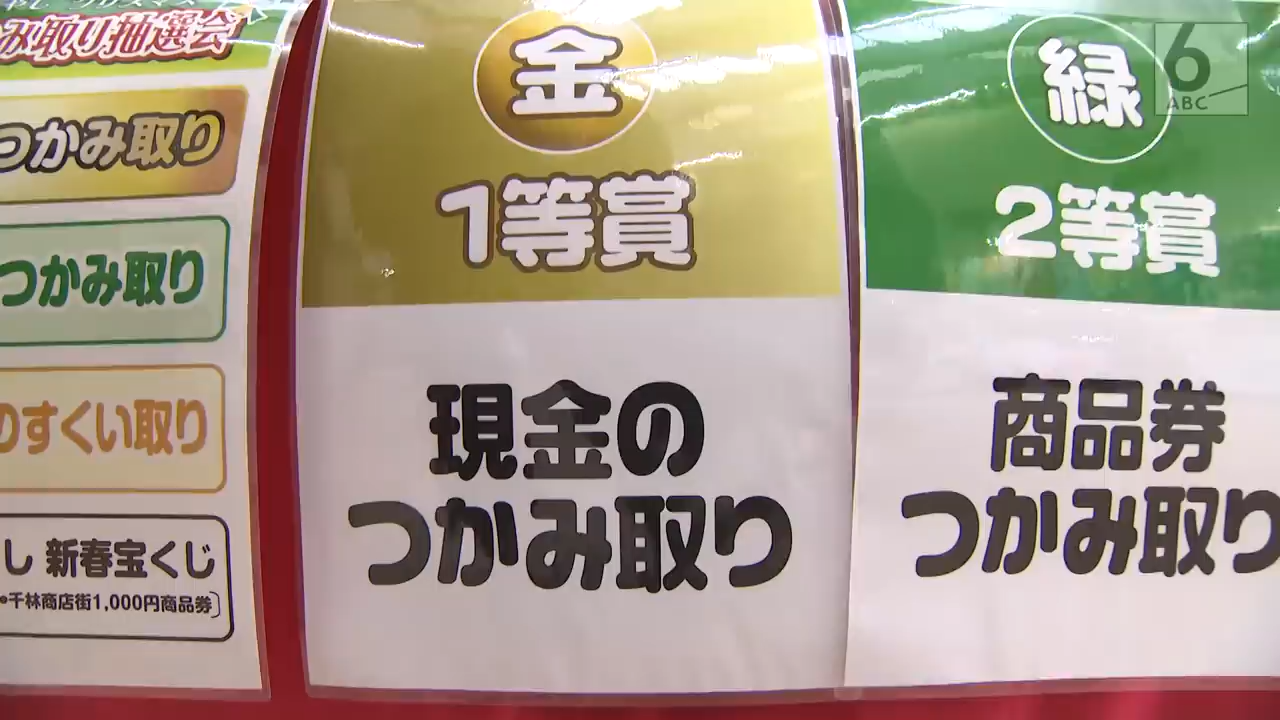 み取り抽選会
つかみ取り
つかみ取り
のすくい取り
し 新春宝くじ
千林商店街1,000円商品券
金
1等賞
現金の
つかみ取り
緑
2等賞
商品券
つかみ取り
6
ABC